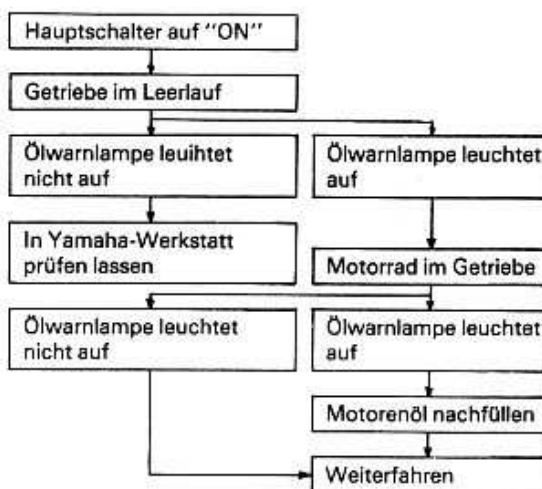 Hauptschalter auf "ON"
Getriebe im Leerlauf
Ölwarnlampe leuihtet
nicht auf
Ölwarnlampe leuchtet
auf
In Yamaha-Werkstatt
prüfen lassen
Motorrad im Getriebe
Ölwarnlampe leuchtet
nicht auf
Ölwarnlampe leuchtet
auf
Motorenöl nachfüllen
Weiterfahren